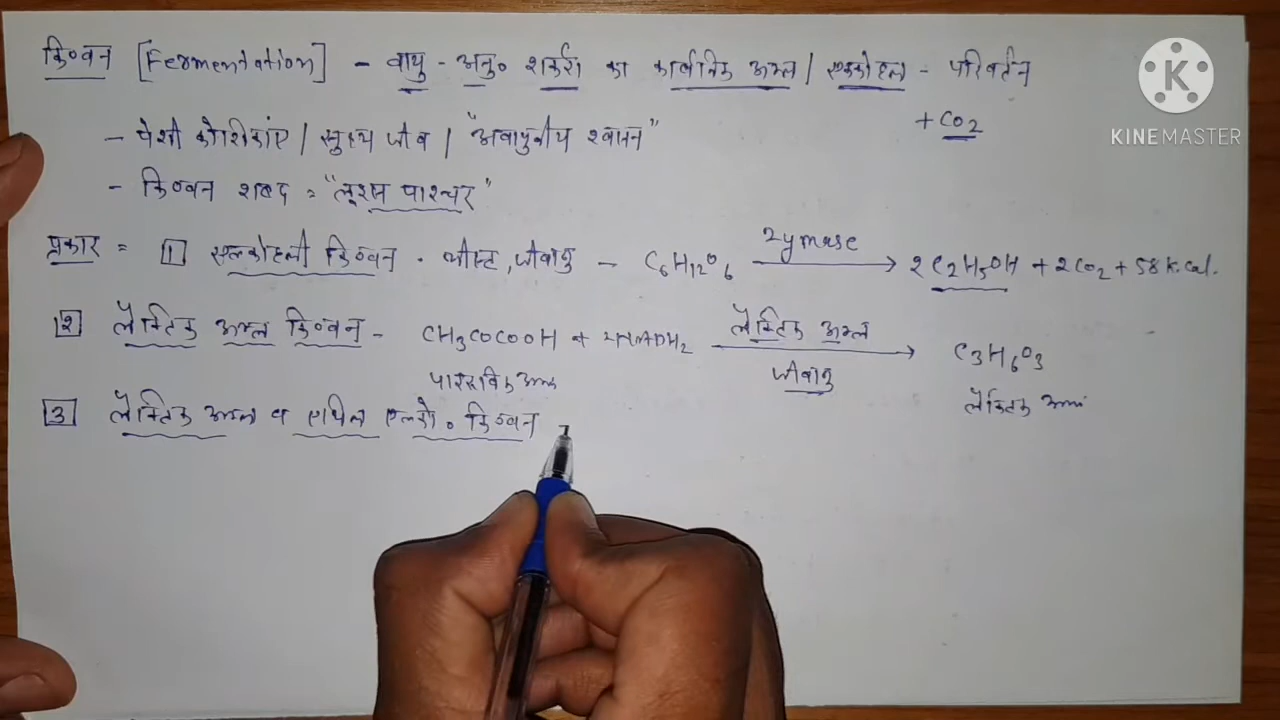 किण्वन [Fermentation] - वायु - अनु० शर्करा का कार्बनिक अम्ल / एल्कोहल - परिवर्तन
+ CO2
KINEMASTER
- पेशी कोशिकाएं / सुक्ष्म जीव / "अवायुवीय श्वसन"
- किण्वन शब्द = "लूइस पाश्चर"
प्रकार = 1 एल्कोहली किण्वन - यीस्ट, जीवाणु - C6H12O6 zymase → 2C2H5OH + 2CO2 + 58 K.Cal.
2 लैक्टिक अम्ल किण्वन - CH3COCOOH + 2NADH2 लैक्टिक अम्ल जीवाणु → C3H6O3
पाइरुविक अम्ल लैक्टिक अम्ल
3 लैक्टिक अम्ल व एथिल एल्को० किण्वन -